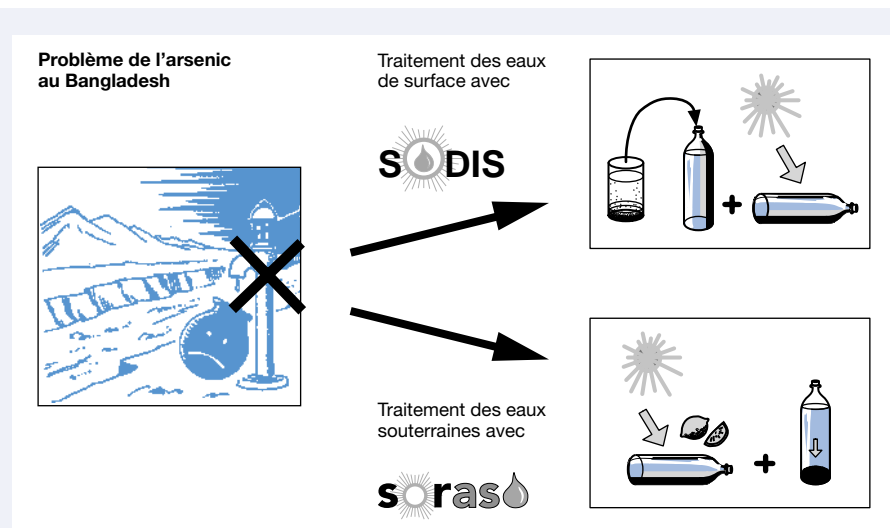 Problème de l'arsenic
au Bangladesh
Traitement des eaux
de surface avec
SODIS
Traitement des eaux
souterraines avec
soras